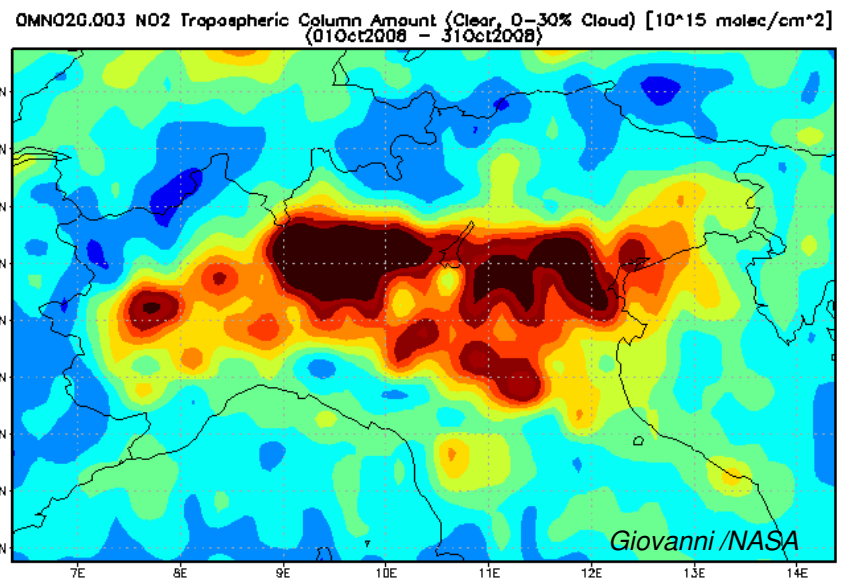 OMNO2G.003 NO2 Tropospheric Column Amount (Clear, 0-30% Cloud) [10^15 molec/cm^2]
(01Oct2008 - 31Oct2008)
N
N
N
N
N
N
N
N
N
Giovanni /NASA
7E 8E 9E 10E 11E 12E 13E 14E